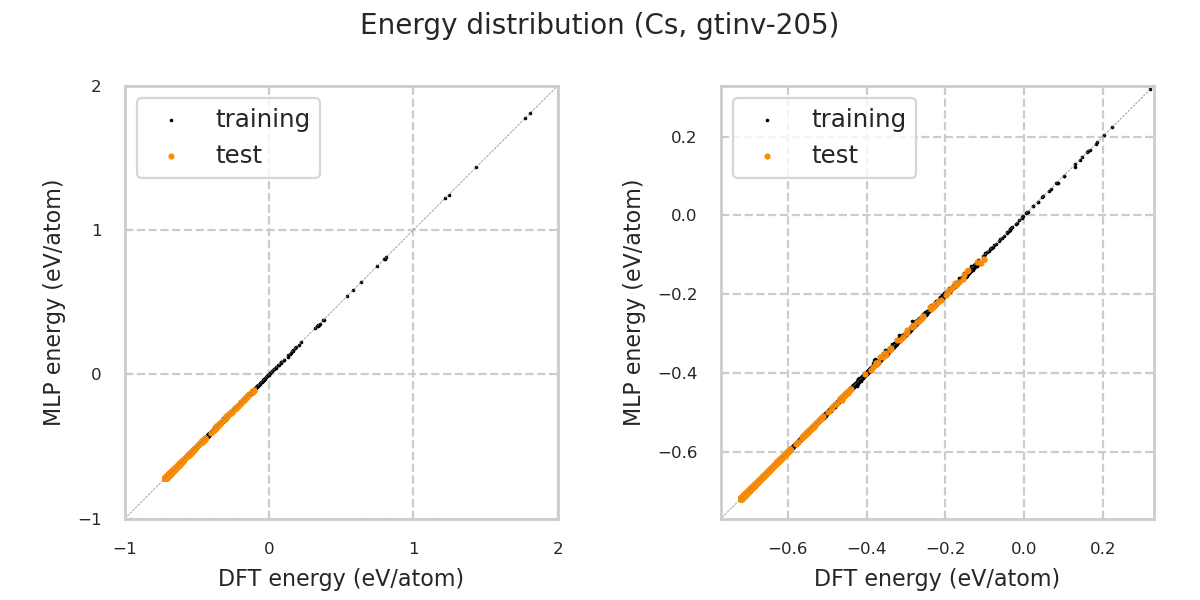 Energy distribution (Cs, gtinv-205)
training
test
2
1
0
−1
−1
0
1
2
MLP energy (eV/atom)
DFT energy (eV/atom)
training
test
0.2
0.0
−0.2
−0.4
−0.6
−0.6
−0.4
−0.2
0.0
0.2
MLP energy (eV/atom)
DFT energy (eV/atom)